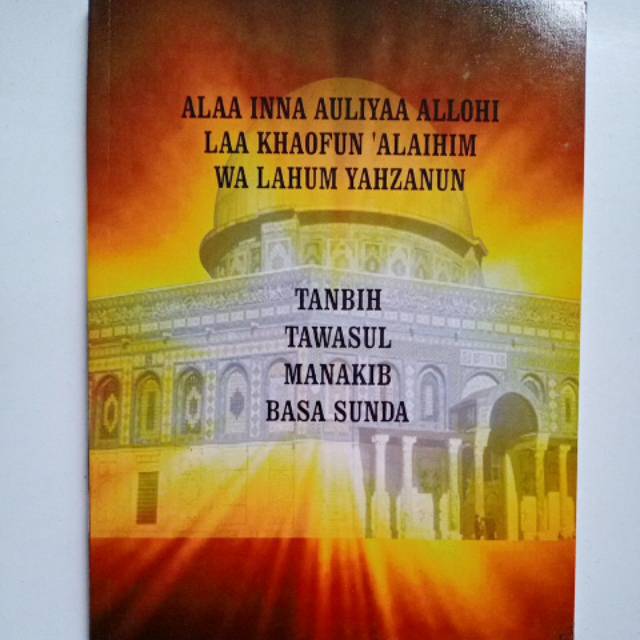 ALAA INNA AULIYAA ALLOHI
LAA KHAOFUN 'ALAIHIM
WA LAHUM YAHZANUN
TANBIH
TAWASUL
MANAKIB
BASA SUNDA